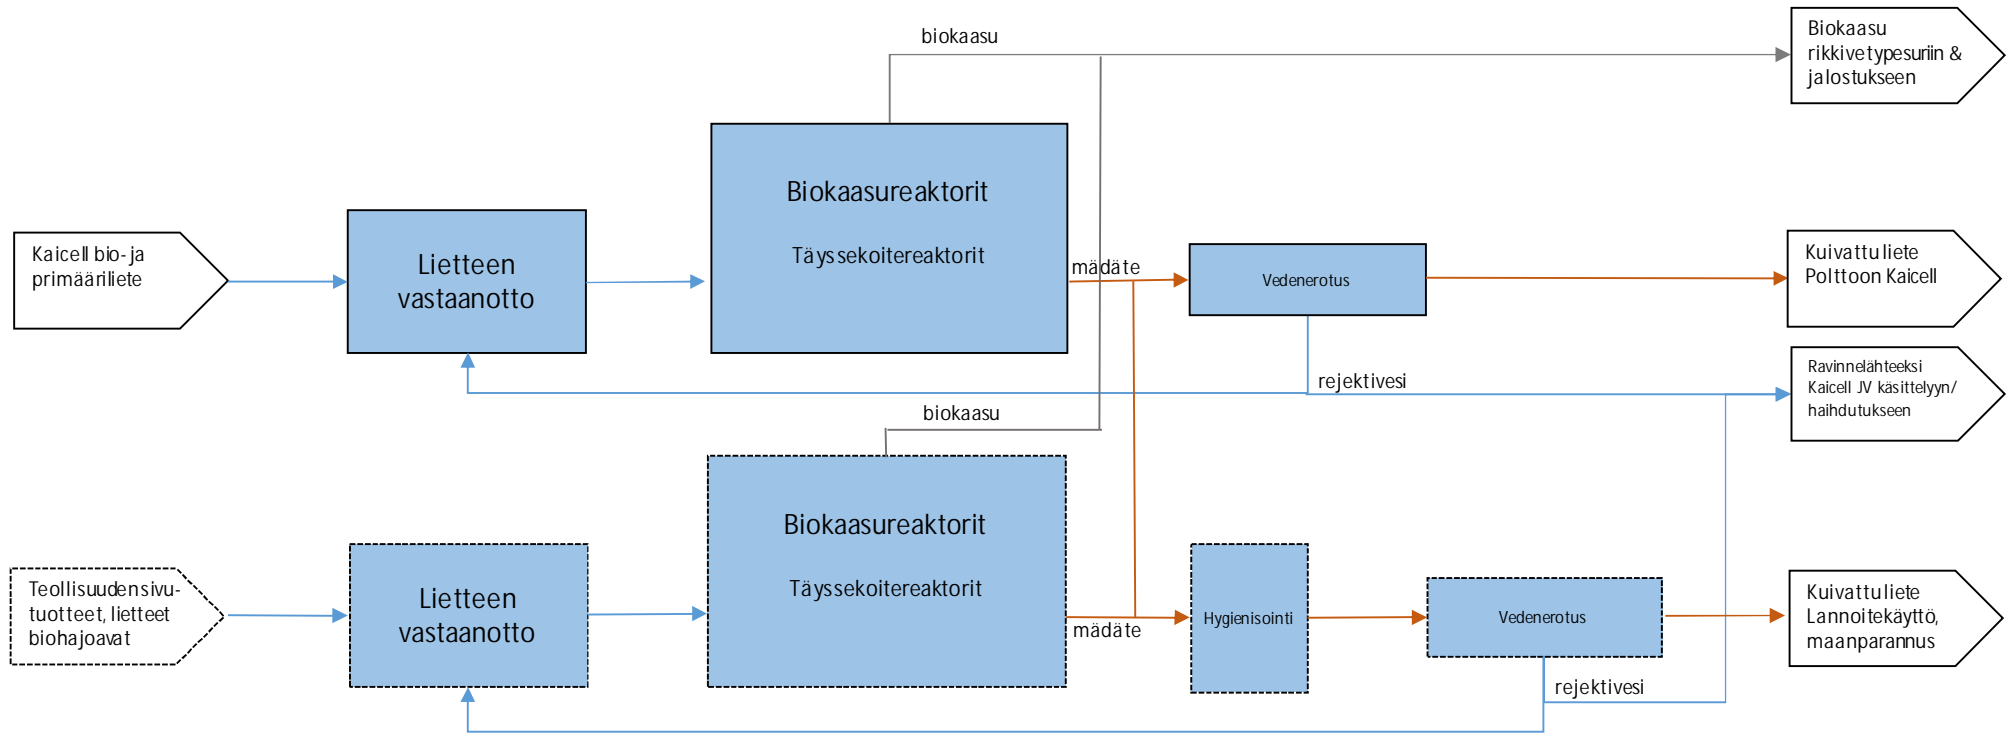 biokaasu
Biokaasu
rikkivetypesuriin &
jalostukseen
Biokaasureaktorit
Täyssekoitereaktorit
Kaicell bio- ja
primääriliete
Lietteen
vastaanotto
mädäte
Vedenerotus
Kuivattu liete
Polttoon Kaicell
rejektivesi
Ravinnelähteeksi
Kaicell JV käsittelyyn/
haihdutukseen
biokaasu
Biokaasureaktorit
Täyssekoitereaktorit
Teollisuuden sivu-
tuotteet, lietteet
biohajoavat
Lietteen
vastaanotto
mädäte
Hygienisointi
Vedenerotus
Kuivattu liete
Lannoitekäyttö,
maanparannus
rejektivesi